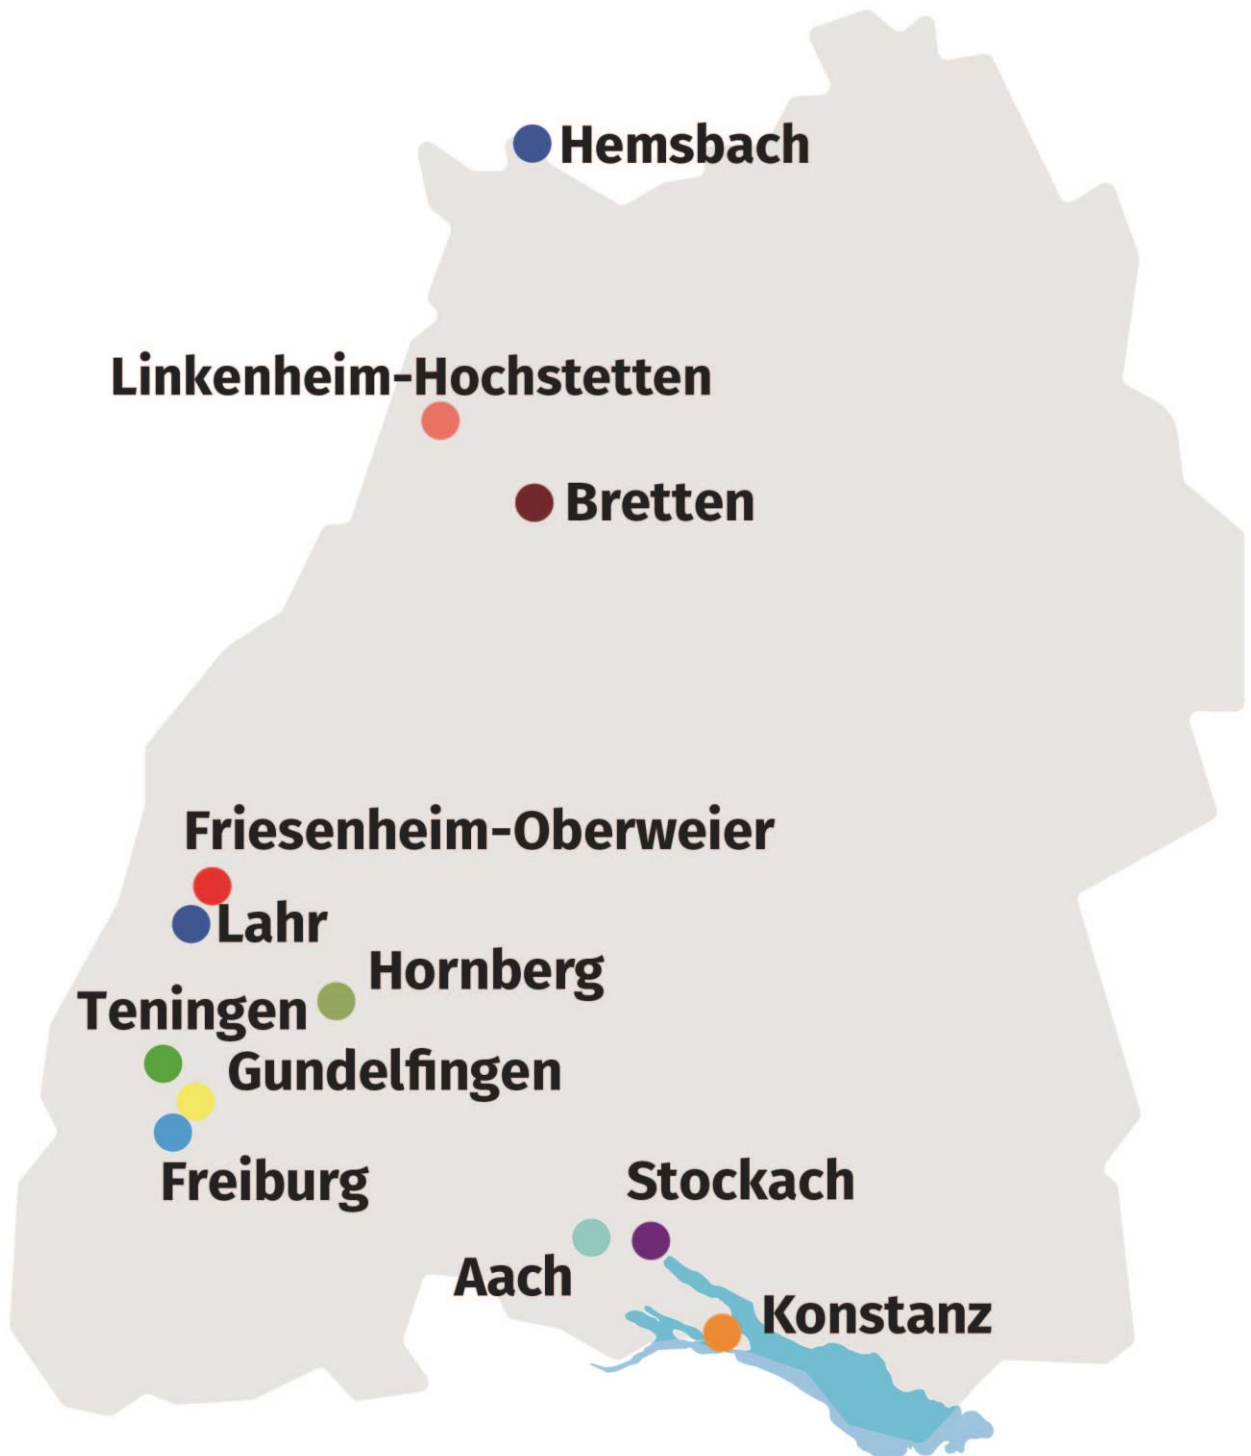 Hemsbach
Linkenheim-Hochstetten
Bretten
Friesenheim-Oberweier
Lahr
Hornberg
Teningen
Gundelfingen
Freiburg
Stockach
Aach
Konstanz